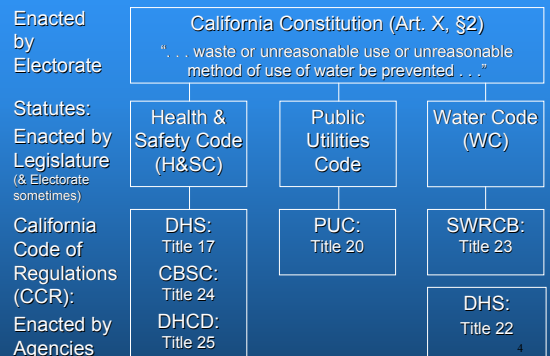 Enacted
by
Electorate
California Constitution (Art. X, §2)
“. . . waste or unreasonable use or unreasonable
method of use of water be prevented . . .”
Statutes:
Enacted by
Legislature
(& Electorate
sometimes)
Health &
Safety Code
(H&SC)
Public
Utilities
Code
Water Code
(WC)
California
Code of
Regulations
(CCR):
Enacted by
Agencies
DHS:
Title 17
CBSC:
Title 24
DHCD:
Title 25
PUC:
Title 20
SWRCB:
Title 23
DHS:
Title 22
4